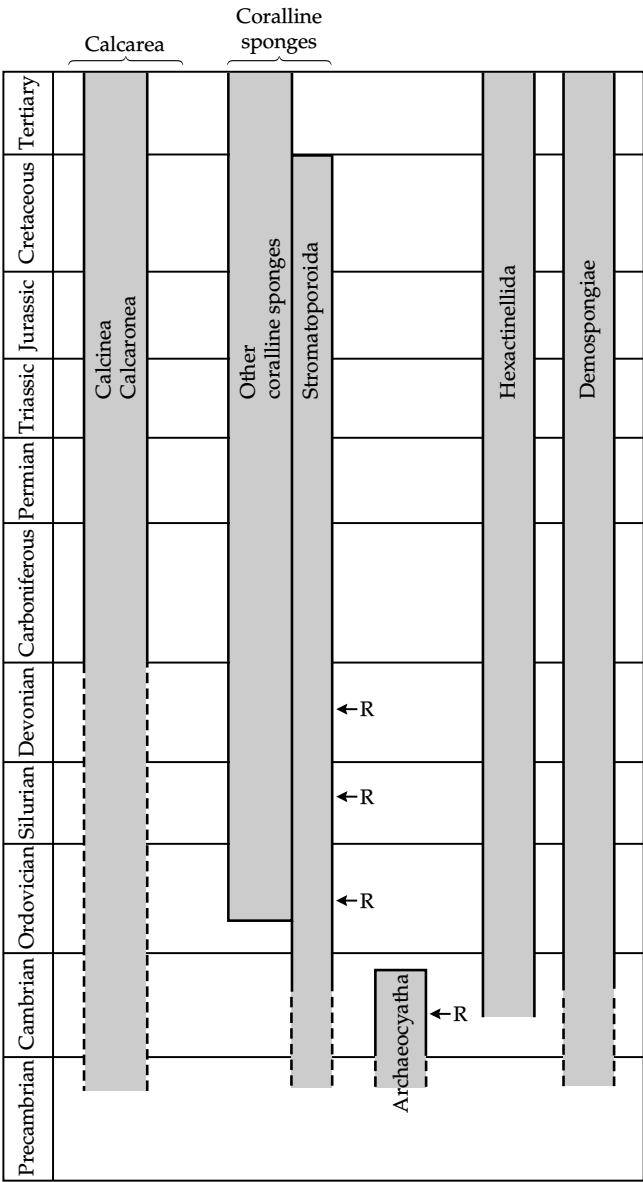 Calcarea
Coralline
sponges
Tertiary
Cretaceous
Jurassic
Triassic
Permian
Carboniferous
Devonian
Silurian
Ordovician
Cambrian
Precambrian
Calcinea
Calcaronea
Other
coralline sponges
Stromatoporoida
Archaeocyatha
Hexactinellida
Demospongiae
R
R
R
R